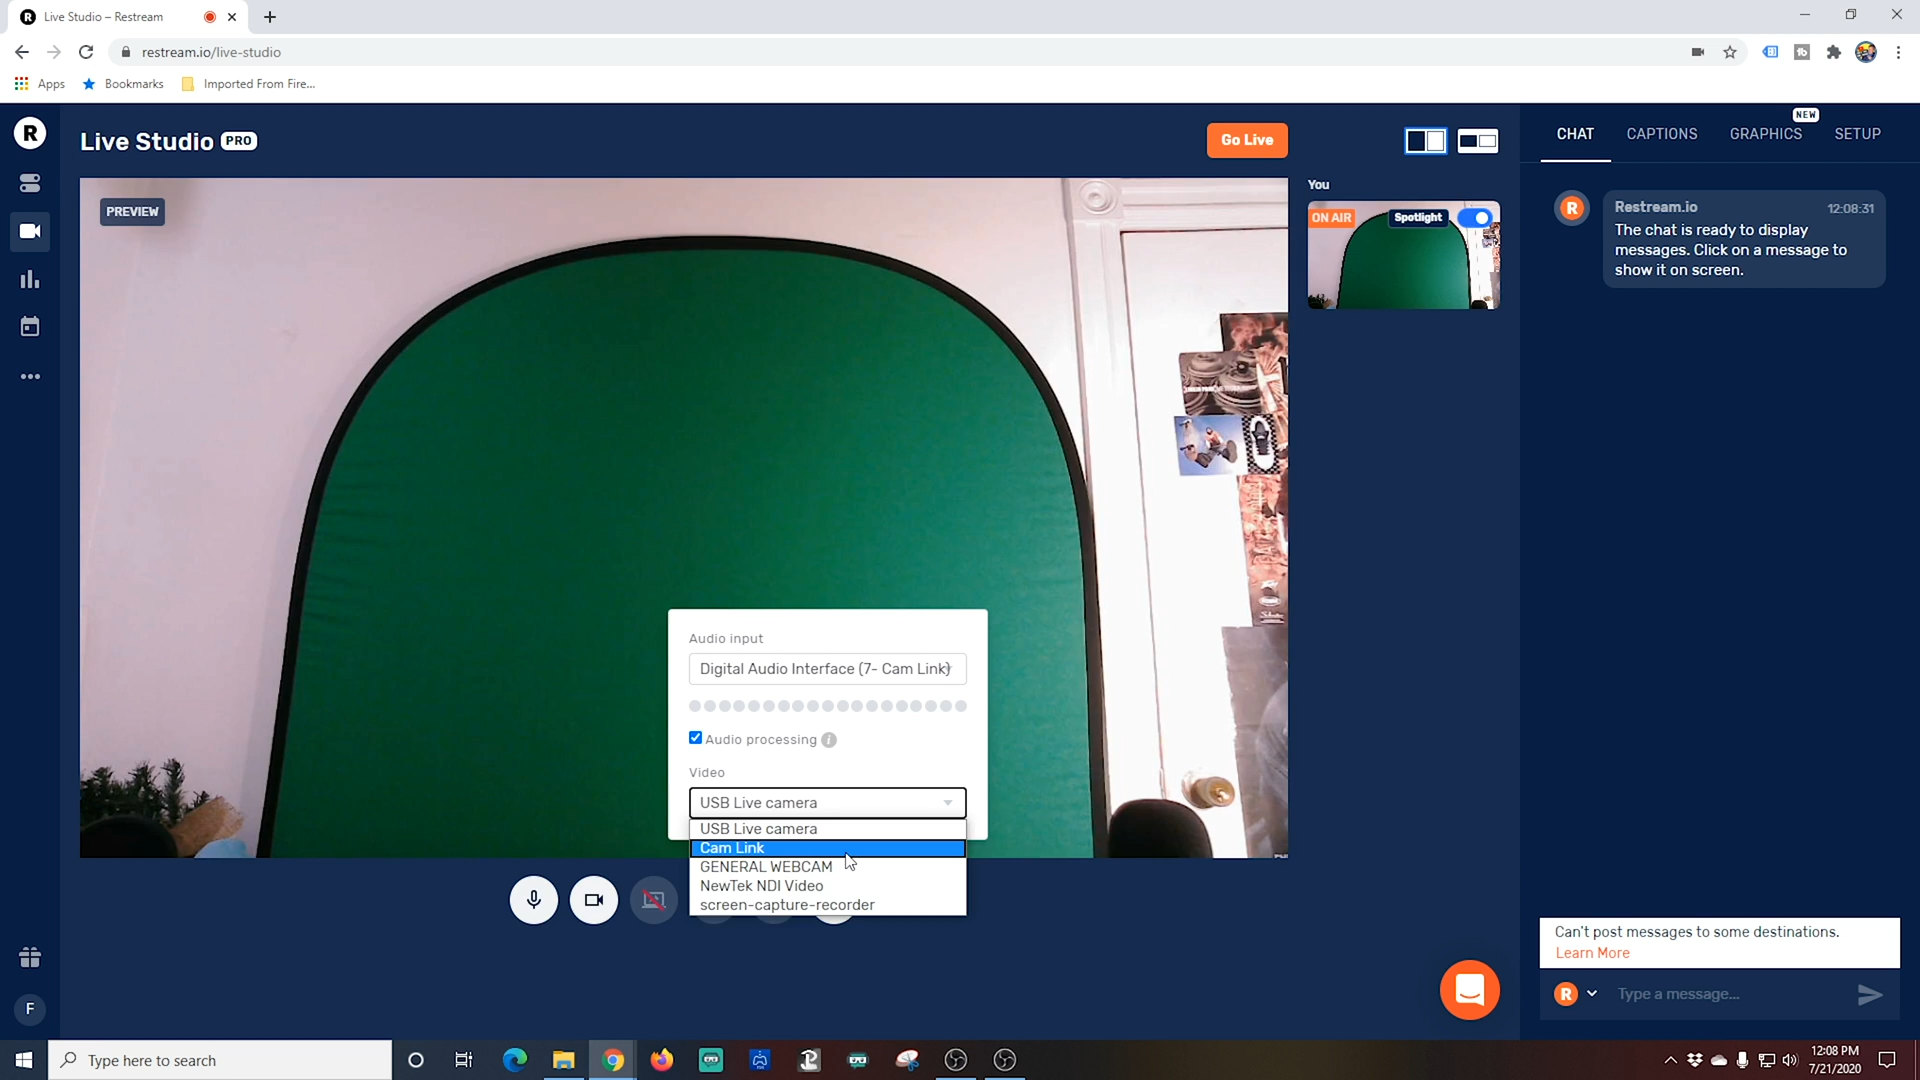 R
Live Studio – Restream
restream.io/live-studio
Apps
Bookmarks
Imported From Fire...
R
Live Studio PRO
Go Live
PREVIEW
You
ON AIR
Spotlight
NEW
CHAT
CAPTIONS
GRAPHICS
SETUP
R
Restream.io
12:08:31
The chat is ready to display
messages. Click on a message to
show it on screen.
Audio input
Digital Audio Interface (7- Cam Link)
Audio processing i
Video
USB Live camera
USB Live camera
Cam Link
GENERAL WEBCAM
NewTek NDI Video
screen-capture-recorder
Can't post messages to some destinations.
Learn More
R
Type a message...
F
Type here to search
12:08 PM
7/21/2020